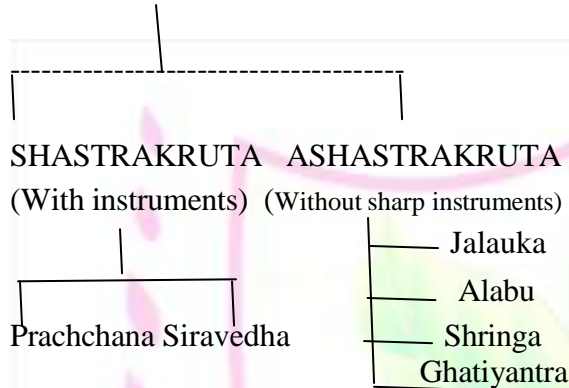 SHASTRAKRUTA ASHASTRAKRUTA
(With instruments) (Without sharp instruments)
Jalauka
Alabu
Prachchana Siravedha Shringa
Ghatiyantra